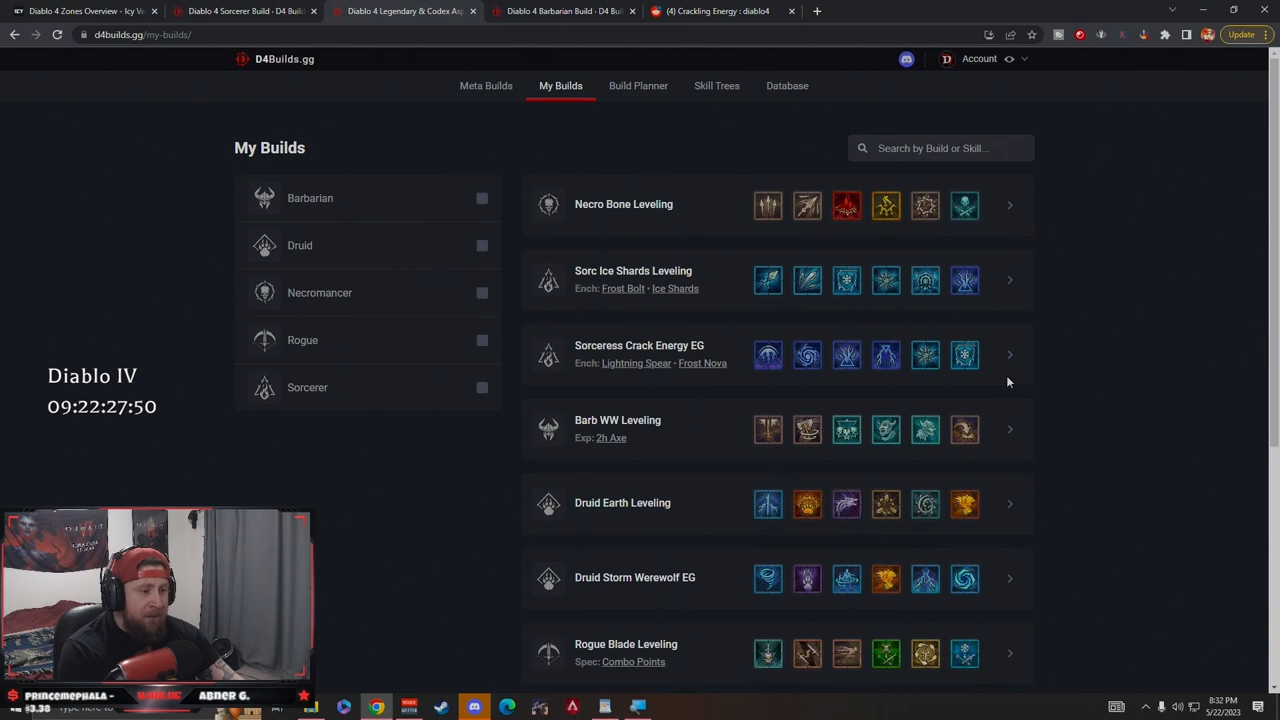 Diablo 4 Zones Overview - Icy Ve
Diablo 4 Sorcerer Build - D4 Build
Diablo 4 Legendary & Codex Asp
Diablo 4 Barbarian Build - D4 Buil
(4) Crackling Energy : diablo4
d4builds.gg/my-builds/
Update
D4Builds.gg
Account
Meta Builds
My Builds
Build Planner
Skill Trees
Database
My Builds
Search by Build or Skill...
Barbarian
Druid
Necromancer
Rogue
Sorcerer
Necro Bone Leveling
Sorc Ice Shards Leveling
Ench: Frost Bolt · Ice Shards
Sorceress Crack Energy EG
Ench: Lightning Spear · Frost Nova
Barb WW Leveling
Exp: 2h Axe
Druid Earth Leveling
Druid Storm Werewolf EG
Rogue Blade Leveling
Spec: Combo Points
Diablo IV
09:22:27:50
PRINCEMEPHALA -
$3.38
ABNER G.
8:32 PM
5/22/2023